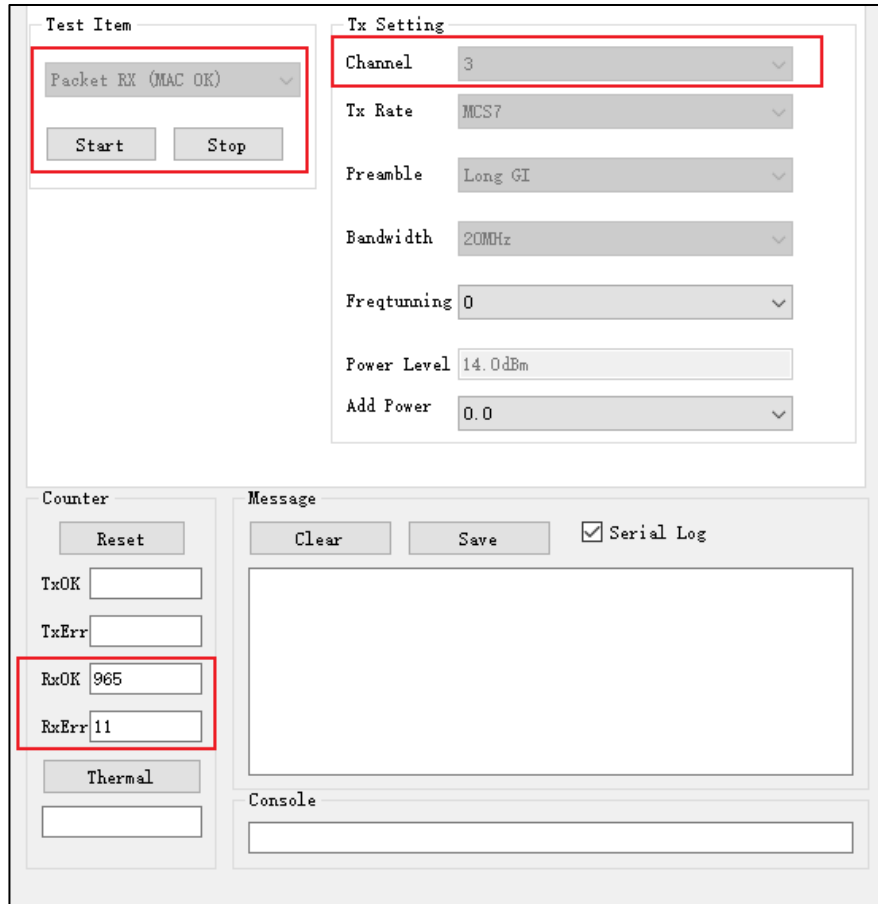 Test Item
Packet RX (MAC OK)
Start Stop
Tx Setting
Channel 3
Tx Rate MCS7
Preamble Long GI
Bandwidth 20MHz
Freqtunning 0
Power Level 14.0dBm
Add Power 0.0
Counter
Reset
TxOK
TxErr
RxOK 965
RxErr 11
Thermal
Message
Clear Save Serial Log
Console